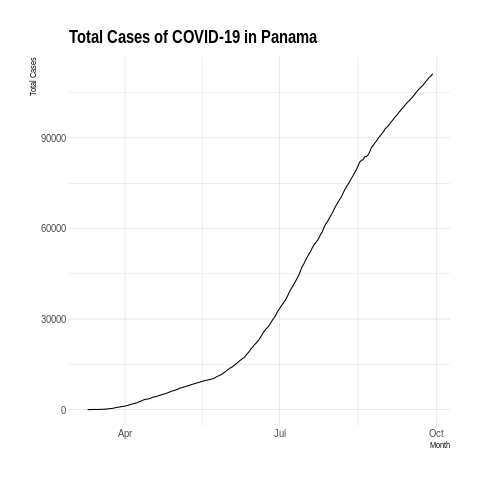 Total Cases of COVID-19 in Panama
Total Cases
90000
60000
30000
0
Apr Jul Oct
Month